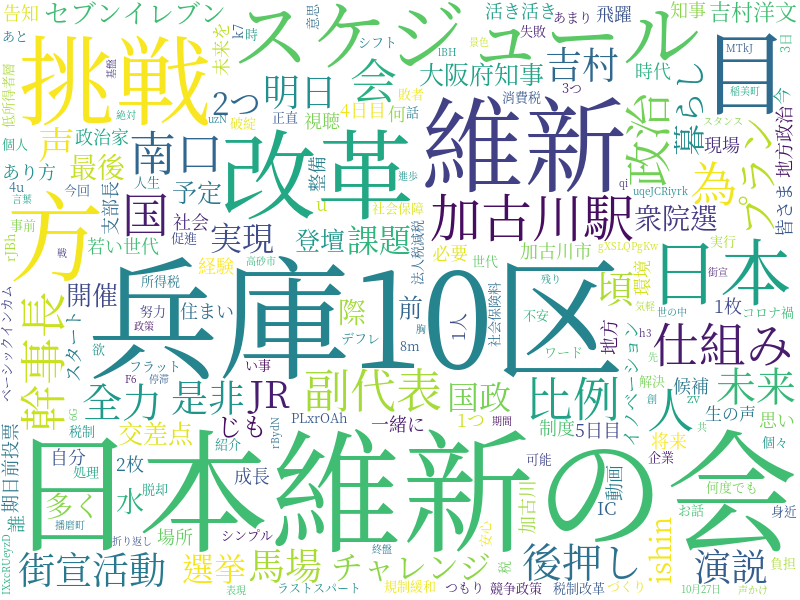 告知
セブンイレブン
スケジュール
活き活き
あまり
飛躍
知事
吉村洋文
あと
k7
時
意思
シフト
失敗
IBH
景色
MTkJ
3日
低所得者層
基盤
絶対
挑戦
未来を
2つ
明日
会
吉村
大阪府知事
目
時代
稲美町
今
スタンス
地方政治
敗者
消費税
3つ
uzN
破綻
正直
視聴
4日目
何
話
個人
政治家
声
南口
改革
維新
政治
暮らし
現場
プラン
あり方
最後
4u
今回
人生
整備
進歩
qi
uqeJCRiyrk
皆さま
言葉
支部長
予定
国
為
加古川駅
衆院選
rJBh
事前
若い世代
社会
促進
実現
u
社会保障
登壇
課題
法人税減税
必要
加古川市
gXSLQPgKw
実行
経験
高砂市
世代
環境
残り
方
兵庫10区
頃
日本
街宣
戦
ベーシックインカム
幹事長
開催
所得税
際
前
社会保険料
不安
世の中
1枚
コロナ禍
気軽
スタート
努力
政策
住まい
デフレ
1人
胸
地方
h3
仕組み
欲
フラット
い事
8m
ワード
イノベーション
先
全力
是非
JR
副代表
比例
人
未来
F6
停滞
解決
候補
ZV
創
生の声
PLxrOAh
国政
6G
税制
交差点
紹介
rBydN
じも
一緒に
1つ
期間
制度
5日目
将来
共
思い
期日前投票
自分
処理
2枚
成長
可能
企業
個々
誰
多く
水
脱却
日本維新の会
IC
動画
何度でも
播磨町
場所
シンプル
加古川
安心
お話
身近
IXxcRUeyzD
折り返し
街宣活動
選挙
馬場
チャレンジ
終盤
後押し
税
ishin
演説
負担
表現
ラストスパート
規制緩和
つもり
競争政策
税制改革
づくり
10月27日
声かけ